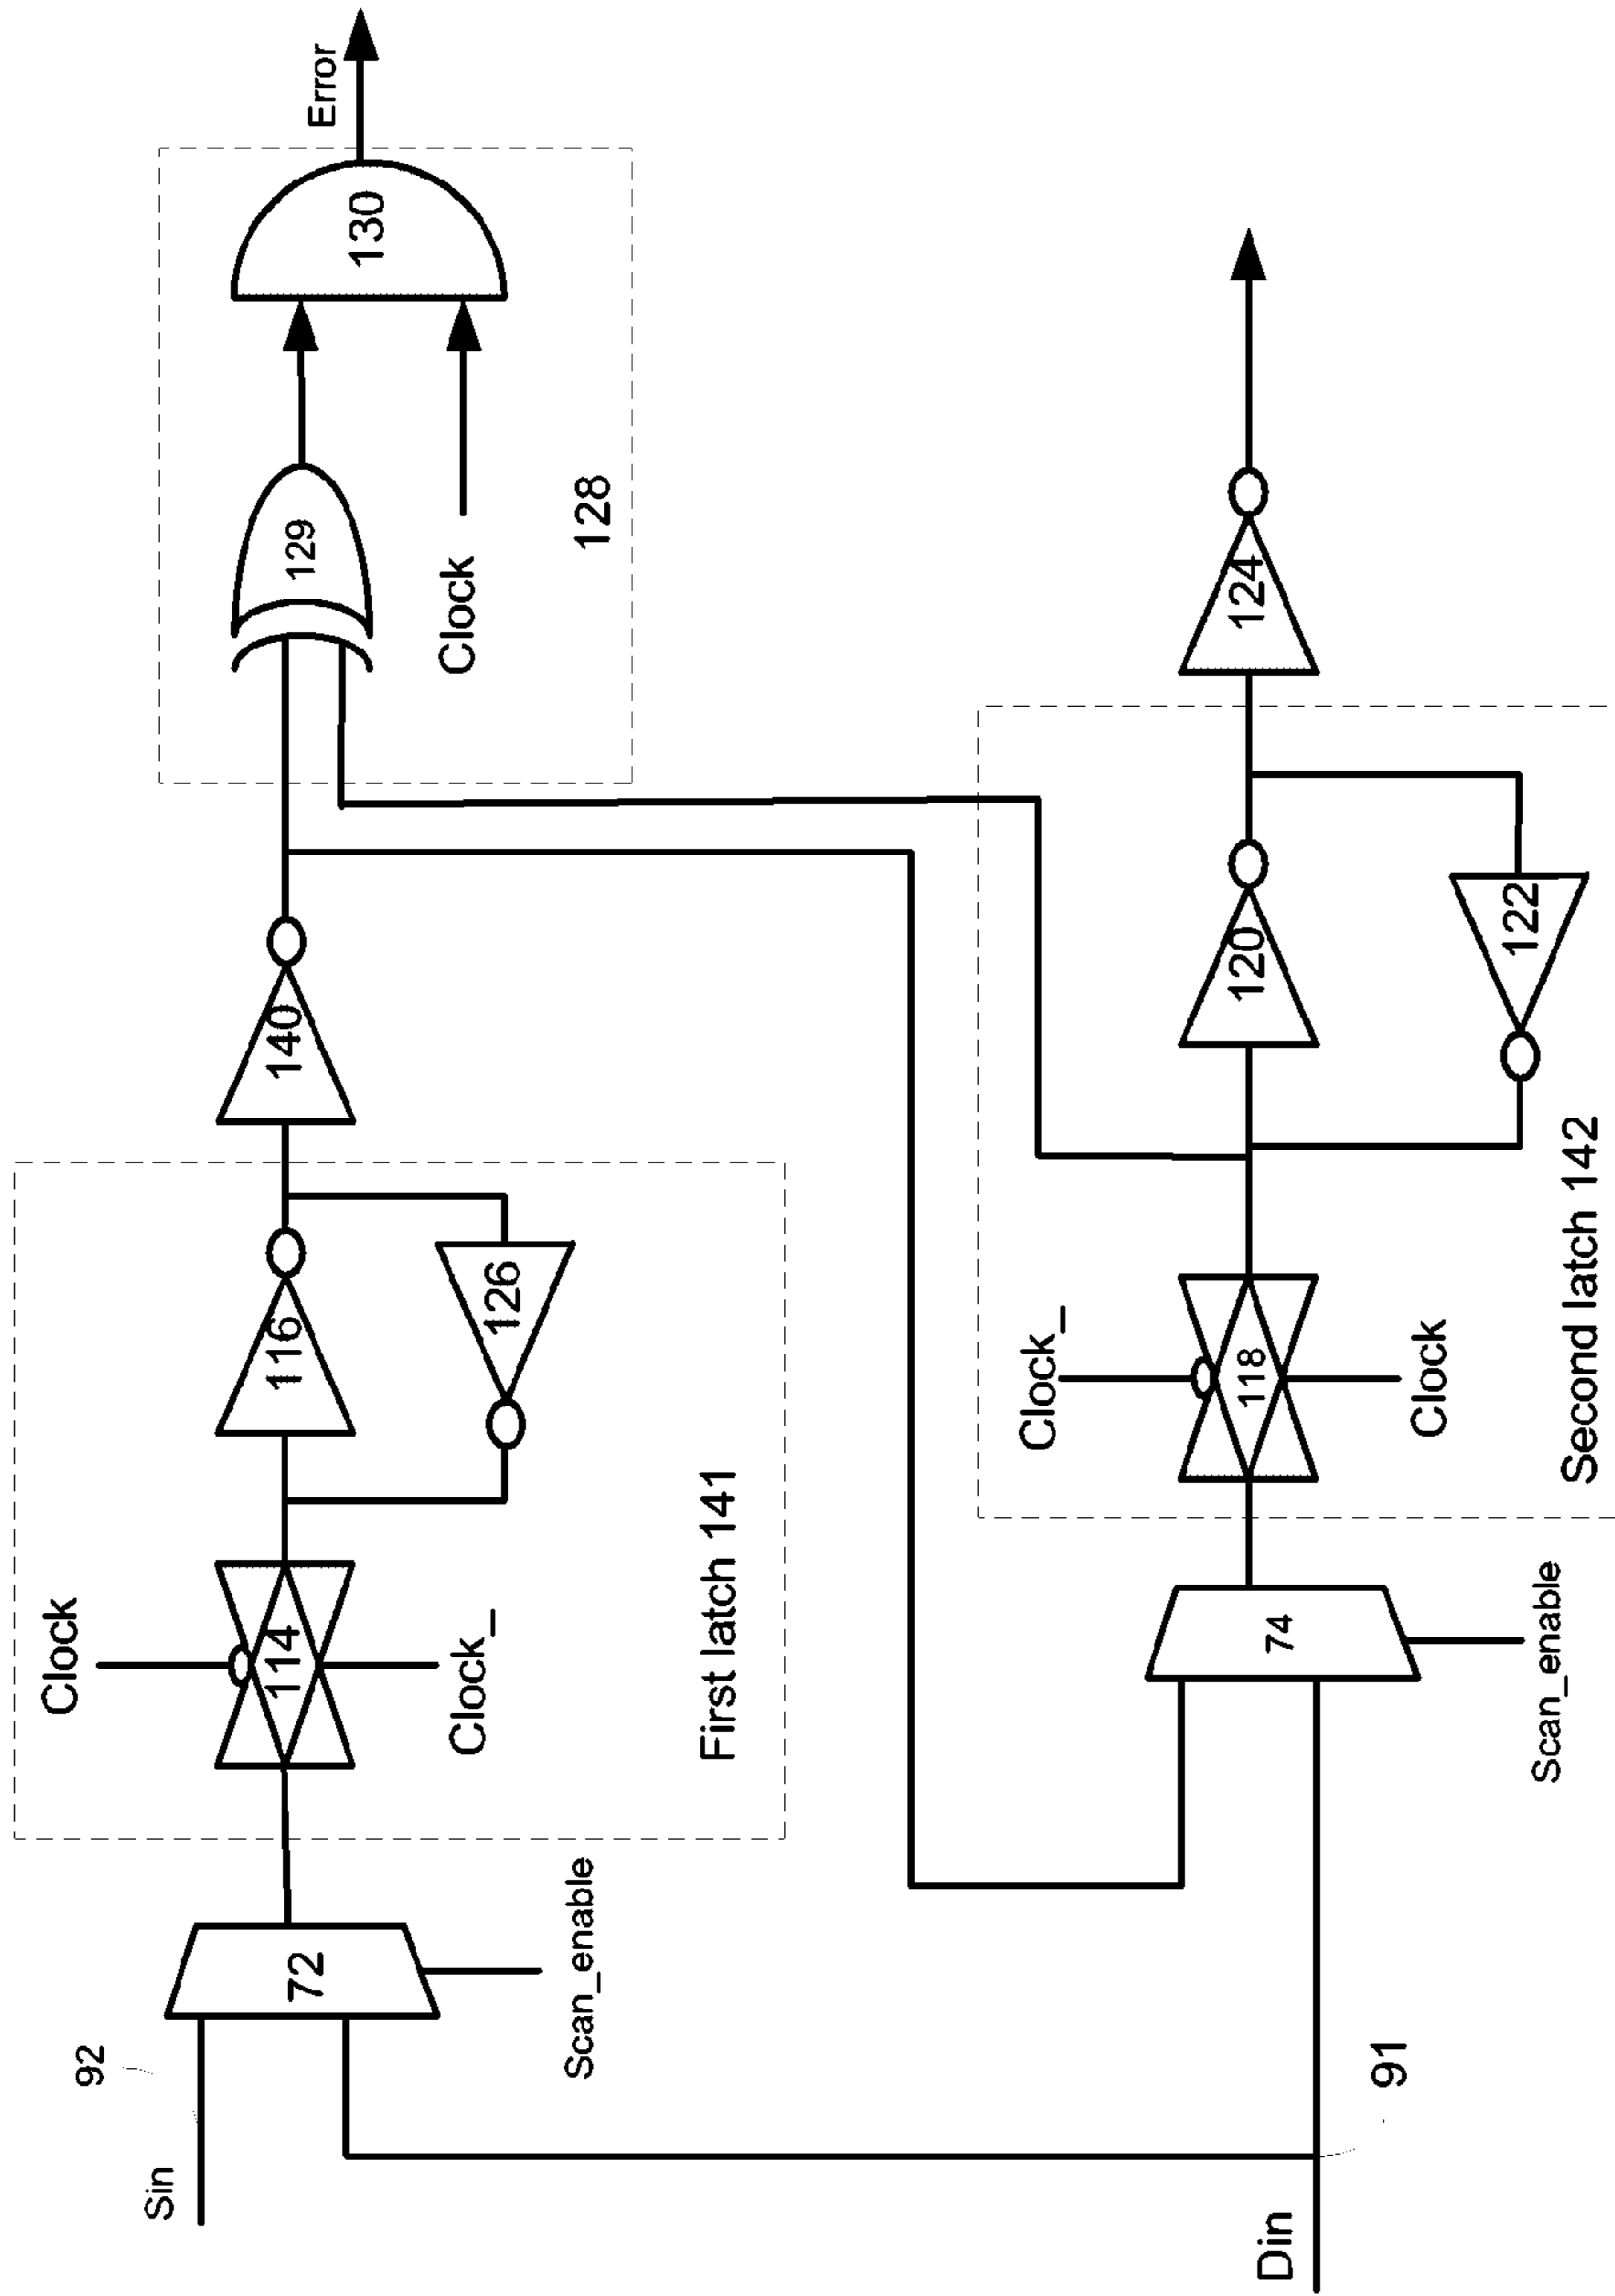 Sin
92
72
Scan_enable
Clock
114
Clock_
116
126
First latch 141
140
129
Clock
130
128
Error
Din
91
74
Scan_enable
Clock_
118
Clock
120
122
Second latch 142
124